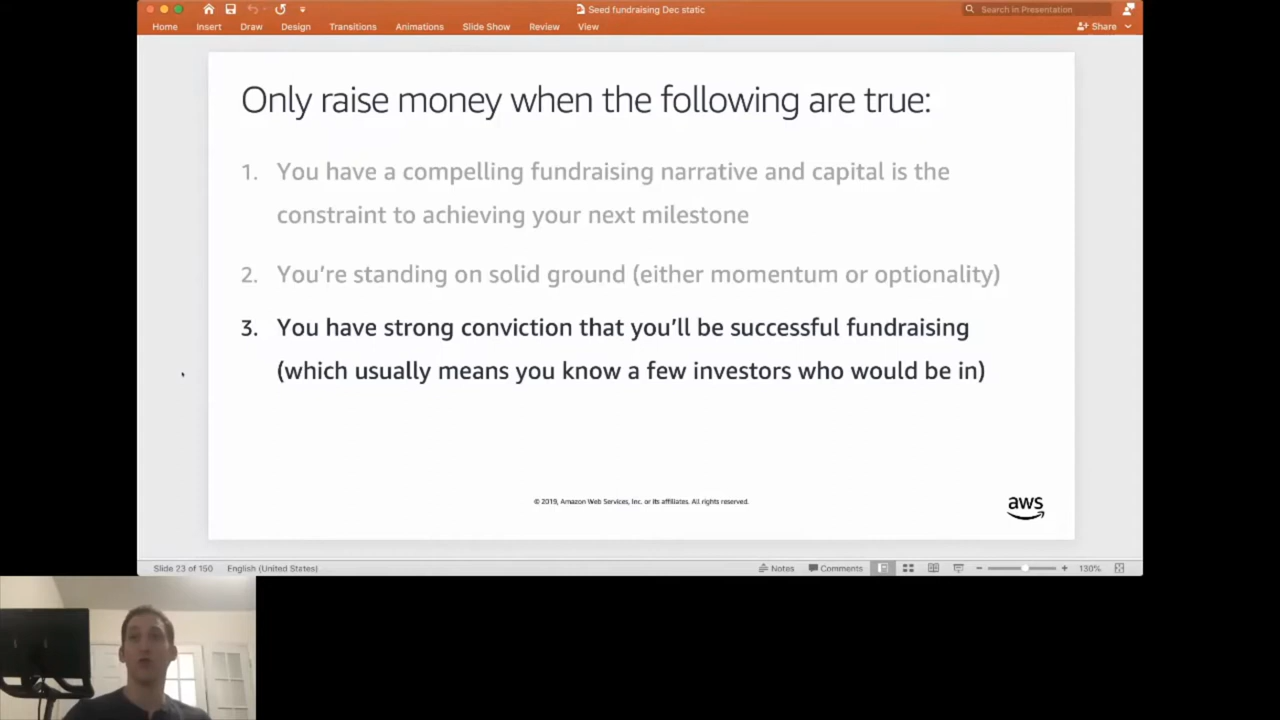 Seed fundraising Dec static
Search in Presentation
Home Insert Draw Design Transitions Animations Slide Show Review View
Share
Only raise money when the following are true:
1. You have a compelling fundraising narrative and capital is the
constraint to achieving your next milestone
2. You’re standing on solid ground (either momentum or optionality)
3. You have strong conviction that you’ll be successful fundraising
(which usually means you know a few investors who would be in)
© 2019, Amazon Web Services, Inc. or its affiliates. All rights reserved.
aws
Slide 23 of 150 English (United States) Notes Comments 130%